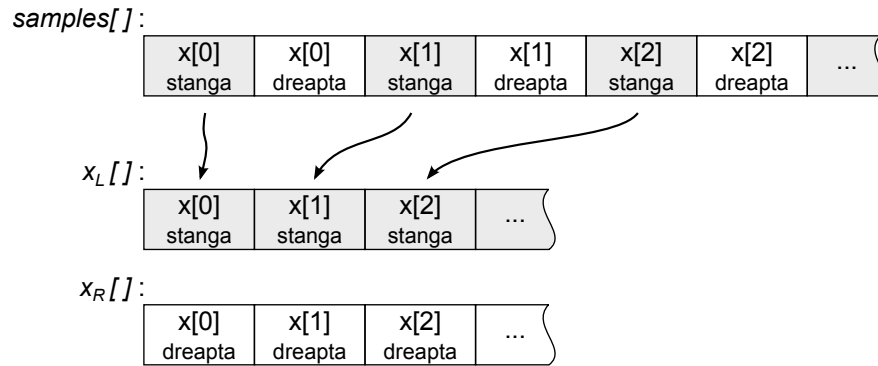 samples[ ] :
x[0] x[0] x[1] x[1] x[2] x[2] ...
stanga dreapta stanga dreapta stanga dreapta
xL[ ] :
x[0] x[1] x[2] ...
stanga stanga stanga
xR[ ] :
x[0] x[1] x[2] ...
dreapta dreapta dreapta